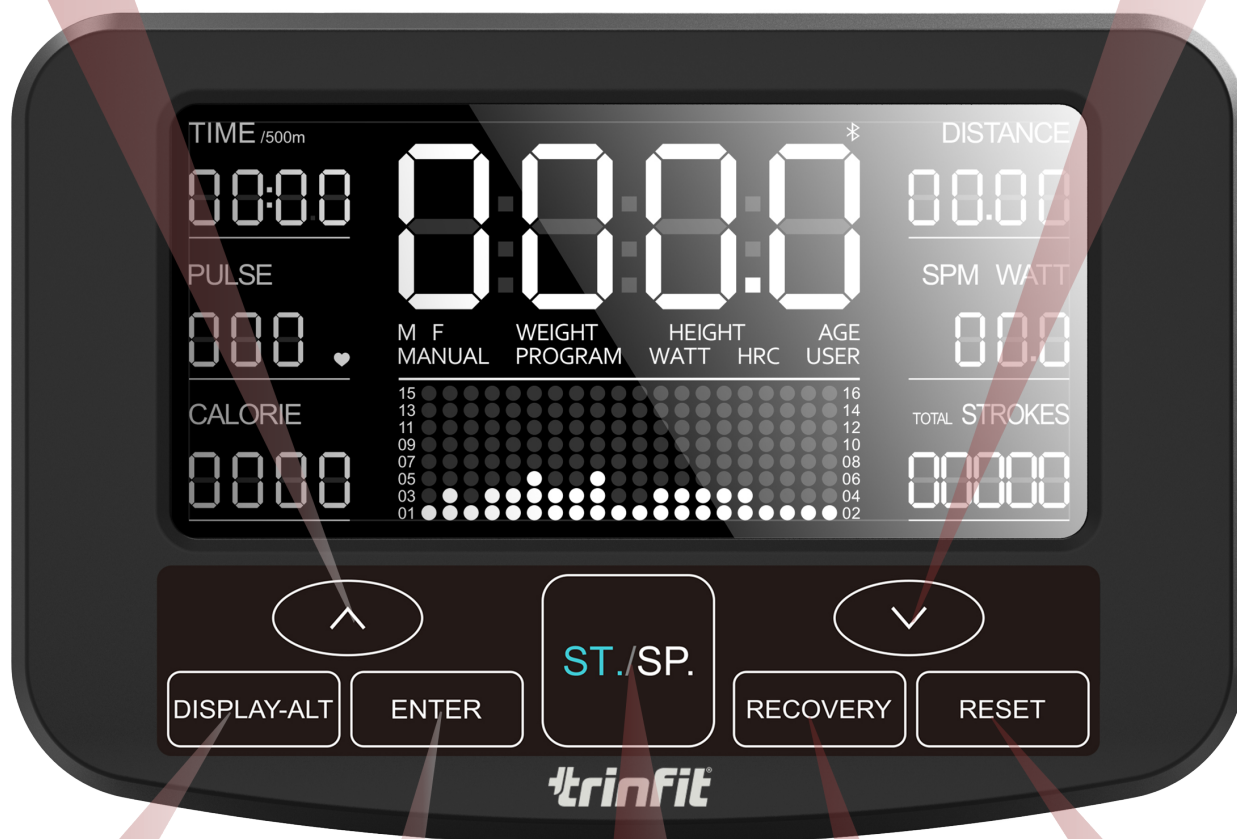 TIME /500m
DISTANCE
00:00
000.0
00.00
PULSE
SPM WATT
000
00.0
M F WEIGHT HEIGHT AGE
MANUAL PROGRAM WATT HRC USER
CALORIE
TOTAL STROKES
0000
00000
15 16
13 14
11 12
09 10
07 08
05 06
03 04
01 02
ST./SP.
DISPLAY-ALT
ENTER
RECOVERY
RESET
trinfit®